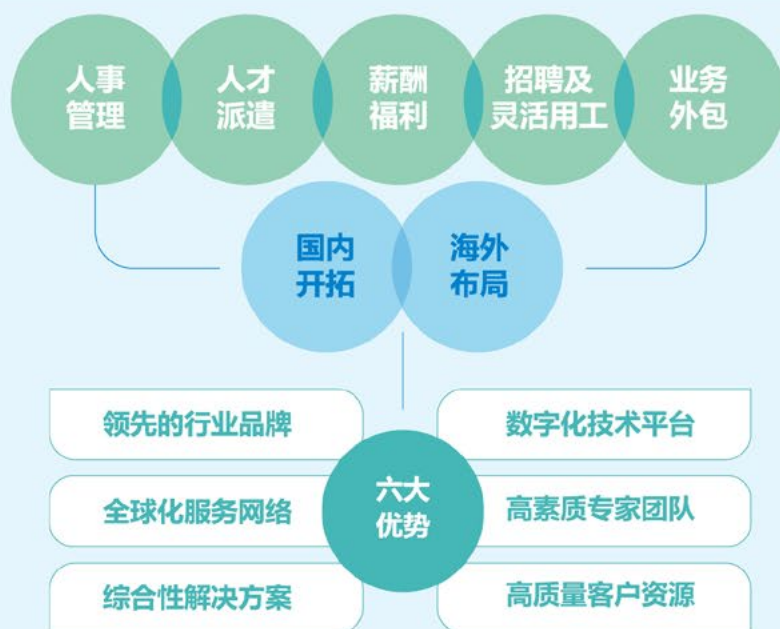 人事
管理
人才
派遣
薪酬
福利
招聘及
灵活用工
业务
外包
国内
开拓
海外
布局
领先的行业品牌
数字化技术平台
六大
优势
全球化服务网络
高素质专家团队
综合性解决方案
高质量客户资源